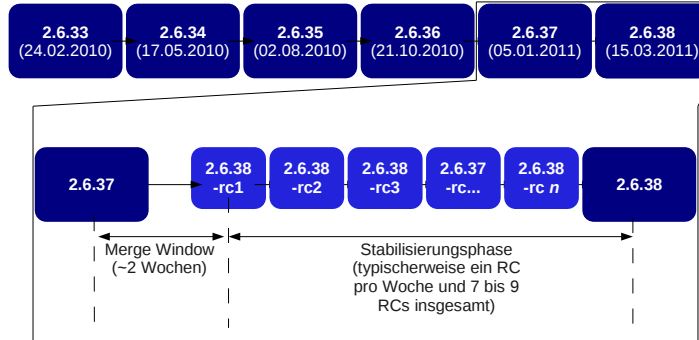 2.6.33
(24.02.2010)
2.6.34
(17.05.2010)
2.6.35
(02.08.2010)
2.6.36
(21.10.2010)
2.6.37
(05.01.2011)
2.6.38
(15.03.2011)
2.6.37
2.6.38
-rc1
2.6.38
-rc2
2.6.38
-rc3
2.6.37
-rc...
2.6.38
-rc n
2.6.38
Merge Window
(~2 Wochen)
Stabilisierungsphase
(typischerweise ein RC
pro Woche und 7 bis 9
RCs insgesamt)